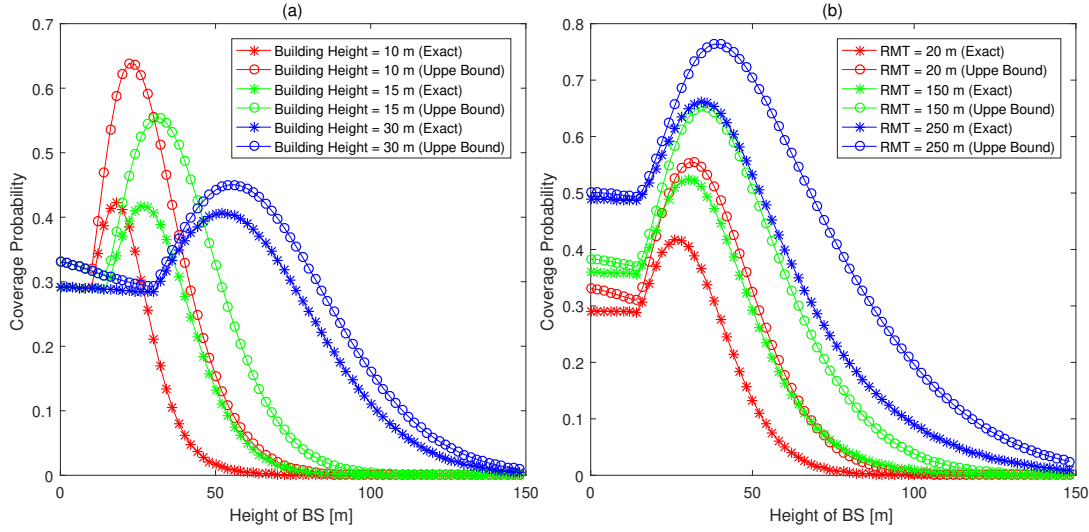 (a)
0.7
0.6
0.5
0.4
0.3
0.2
0.1
0
Coverage Probability
Building Height = 10 m (Exact)
Building Height = 10 m (Uppe Bound)
Building Height = 15 m (Exact)
Building Height = 15 m (Uppe Bound)
Building Height = 30 m (Exact)
Building Height = 30 m (Uppe Bound)
0 50 100 150
Height of BS [m]
(b)
0.8
0.7
0.6
0.5
0.4
0.3
0.2
0.1
0
Coverage Probability
RMT = 20 m (Exact)
RMT = 20 m (Uppe Bound)
RMT = 150 m (Exact)
RMT = 150 m (Uppe Bound)
RMT = 250 m (Exact)
RMT = 250 m (Uppe Bound)
0 50 100 150
Height of BS [m]